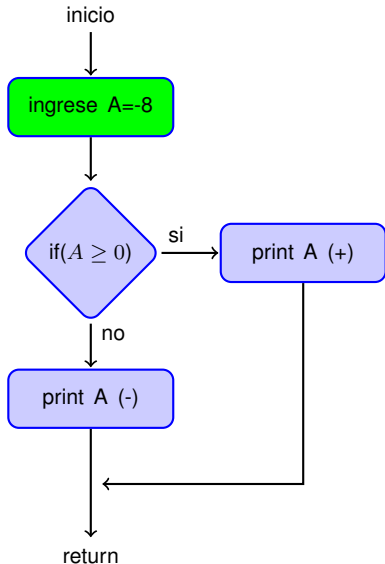 inicio
ingrese A=-8
if(A ≥ 0)
si
print A (+)
no
print A (-)
return